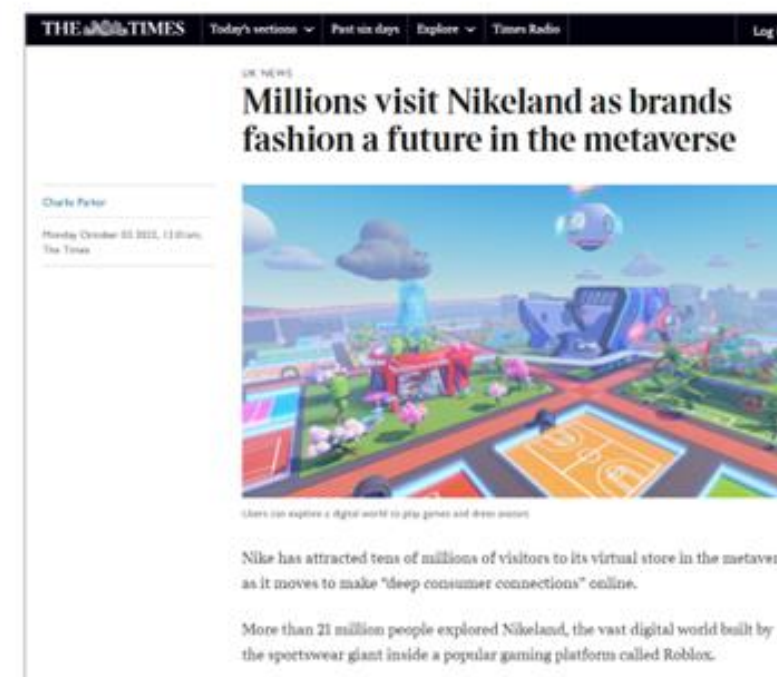 THE TIMES
Today's sections
Past six days
Explore
Times Radio
Log
UK NEWS
Millions visit Nikeland as brands
fashion a future in the metaverse
Charlie Parker
Monday October 03 2022, 12.01am,
The Times
Users can explore a digital world to play games and dress avatars
Nike has attracted tens of millions of visitors to its virtual store in the metaver
as it moves to make "deep consumer connections" online.
More than 21 million people explored Nikeland, the vast digital world built by
the sportswear giant inside a popular gaming platform called Roblox.